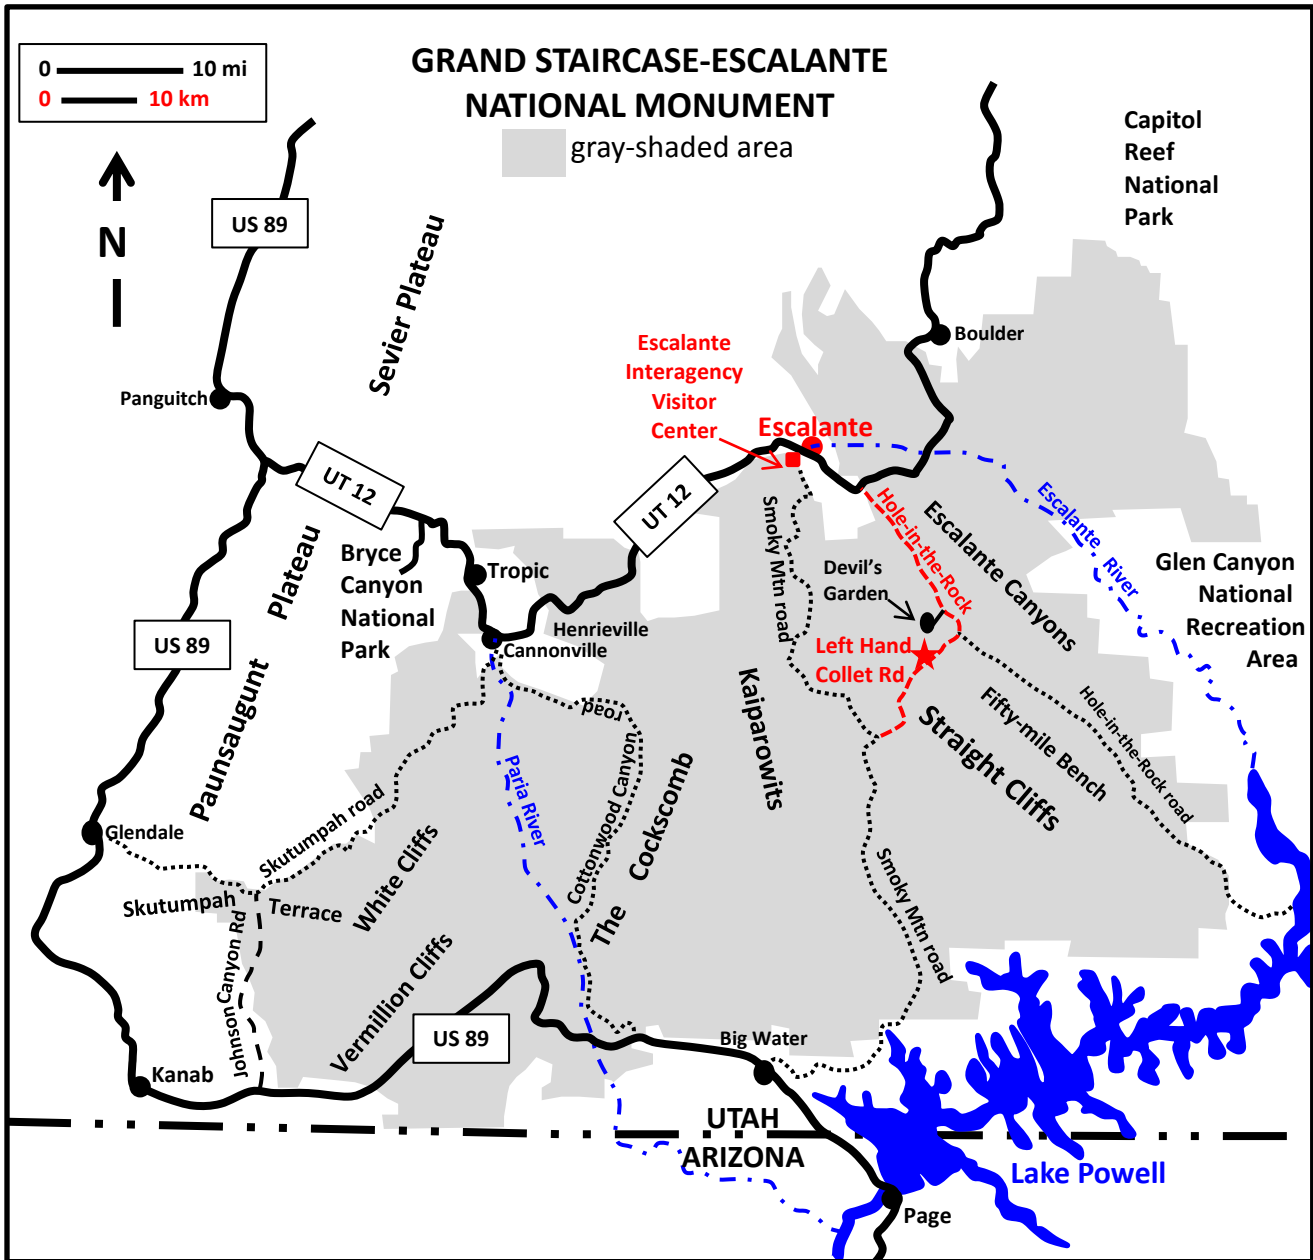 0 10 mi
0 10 km
GRAND STAIRCASE-ESCALANTE
NATIONAL MONUMENT
gray-shaded area
Capitol
Reef
National
Park
N
US 89
Sevier Plateau
Boulder
Escalante
Interagency
Visitor
Center
Panguitch
Escalante
UT 12
UT 12
Smoky Mtn road
Hole-in-the-Rock
Escalante Canyons
Escalante
River
Bryce
Canyon
National
Park
Tropic
Devil's
Garden
Glen Canyon
National
Recreation
Area
Plateau
Paunsaugunt
US 89
Henrieville
Cannonville
Left Hand
Collet Rd
road
Cottonwood Canyon
Kaiparowits
Straight Cliffs
Fifty-mile Bench
Hole-in-the-Rock road
Paria River
The Cockscomb
Glendale
Skutumpah road
White Cliffs
Skutumpah
Terrace
Johnson Canyon Rd
Vermillion Cliffs
Smoky Mtn road
US 89
Big Water
Kanab
UTAH
ARIZONA
Lake Powell
Page